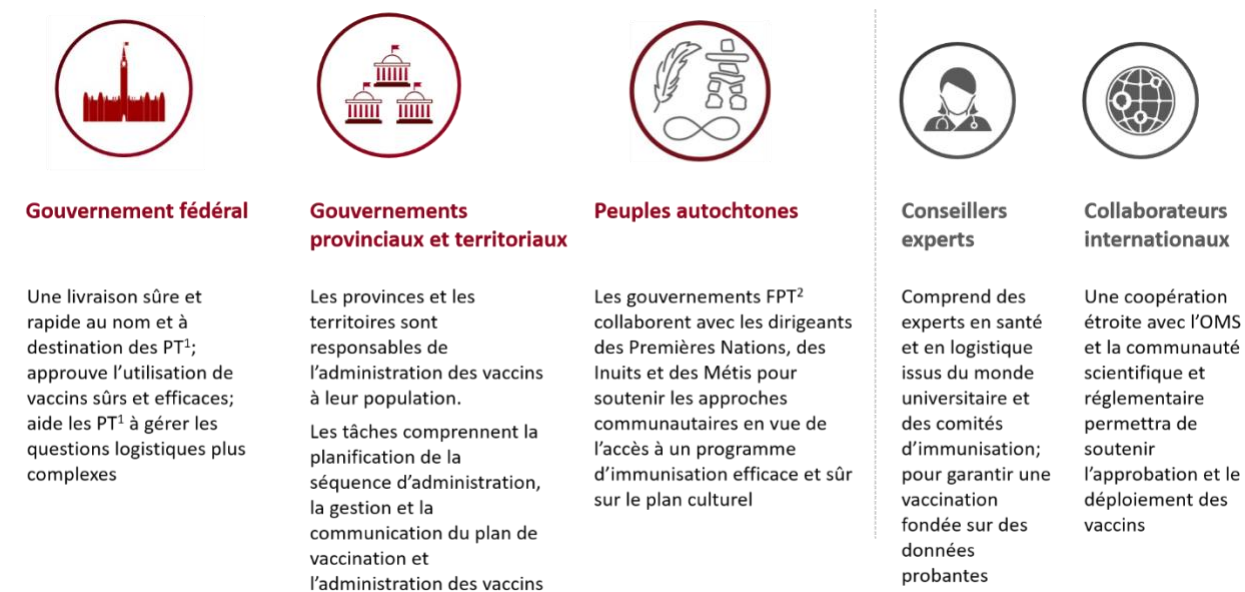 Gouvernement fédéral
Une livraison sûre et
rapide au nom et à
destination des PT¹;
approuve l’utilisation de
vaccins sûrs et efficaces;
aide les PT¹ à gérer les
questions logistiques plus
complexes
Gouvernements
provinciaux et territoriaux
Les provinces et les
territoires sont
responsables de
l’administration des vaccins
à leur population.
Les tâches comprennent la
planification de la
séquence d’administration,
la gestion et la
communication du plan de
vaccination et
l’administration des vaccins
Peuples autochtones
Les gouvernements FPT²
collaborent avec les dirigeants
des Premières Nations, des
Inuits et des Métis pour
soutenir les approches
communautaires en vue de
l’accès à un programme
d’immunisation efficace et sûr
sur le plan culturel
Conseillers
experts
Comprend des
experts en santé
et en logistique
issus du monde
universitaire et
des comités
d’immunisation;
pour garantir une
vaccination
fondée sur des
données
probantes
Collaborateurs
internationaux
Une coopération
étroite avec l’OMS
et la communauté
scientifique et
réglementaire
permettra de
soutenir
l’approbation et le
déploiement des
vaccins